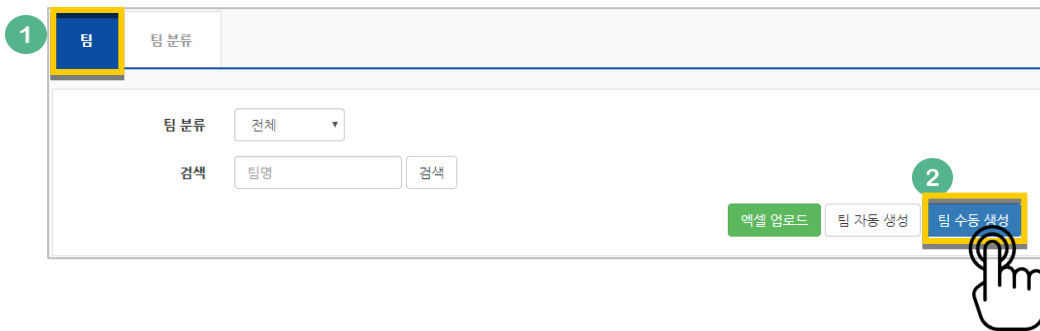 1
팀 팀 분류
팀 분류 전체
검색 팀명 검색
2
엑셀 업로드 팀 자동 생성 팀 수동 생성